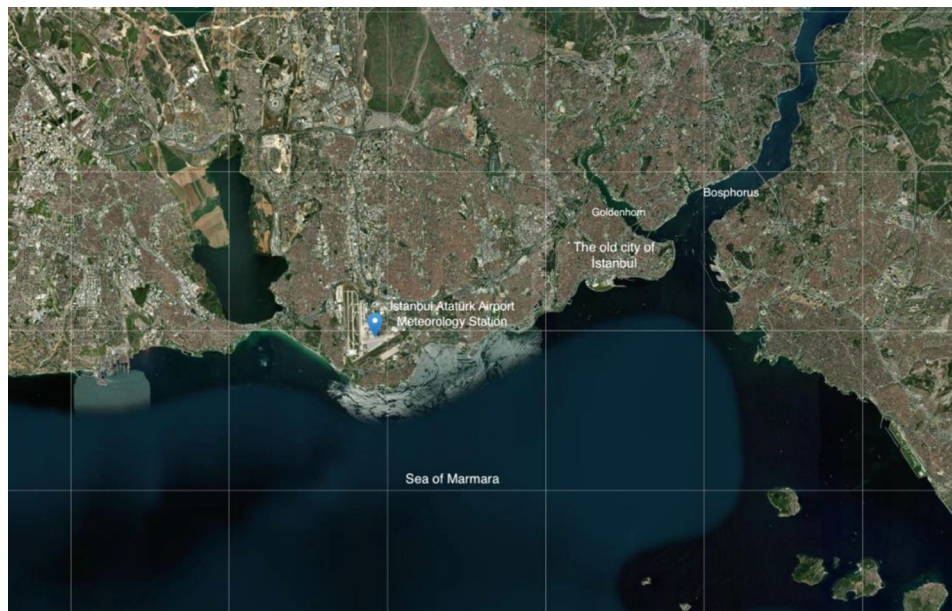 Bosphorus
Goldenhorn
The old city of
Istanbul
Istanbul Atatürk Airport
Meteorology Station
Sea of Marmara